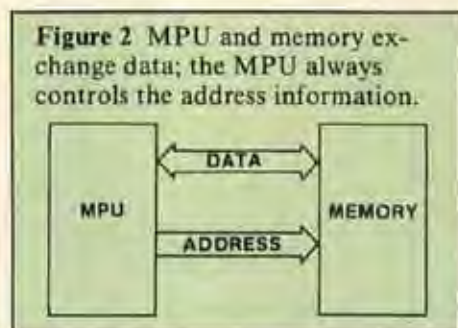 Figure 2 MPU and memory ex-
change data; the MPU always
controls the address information.
DATA
MPU
MEMORY
ADDRESS